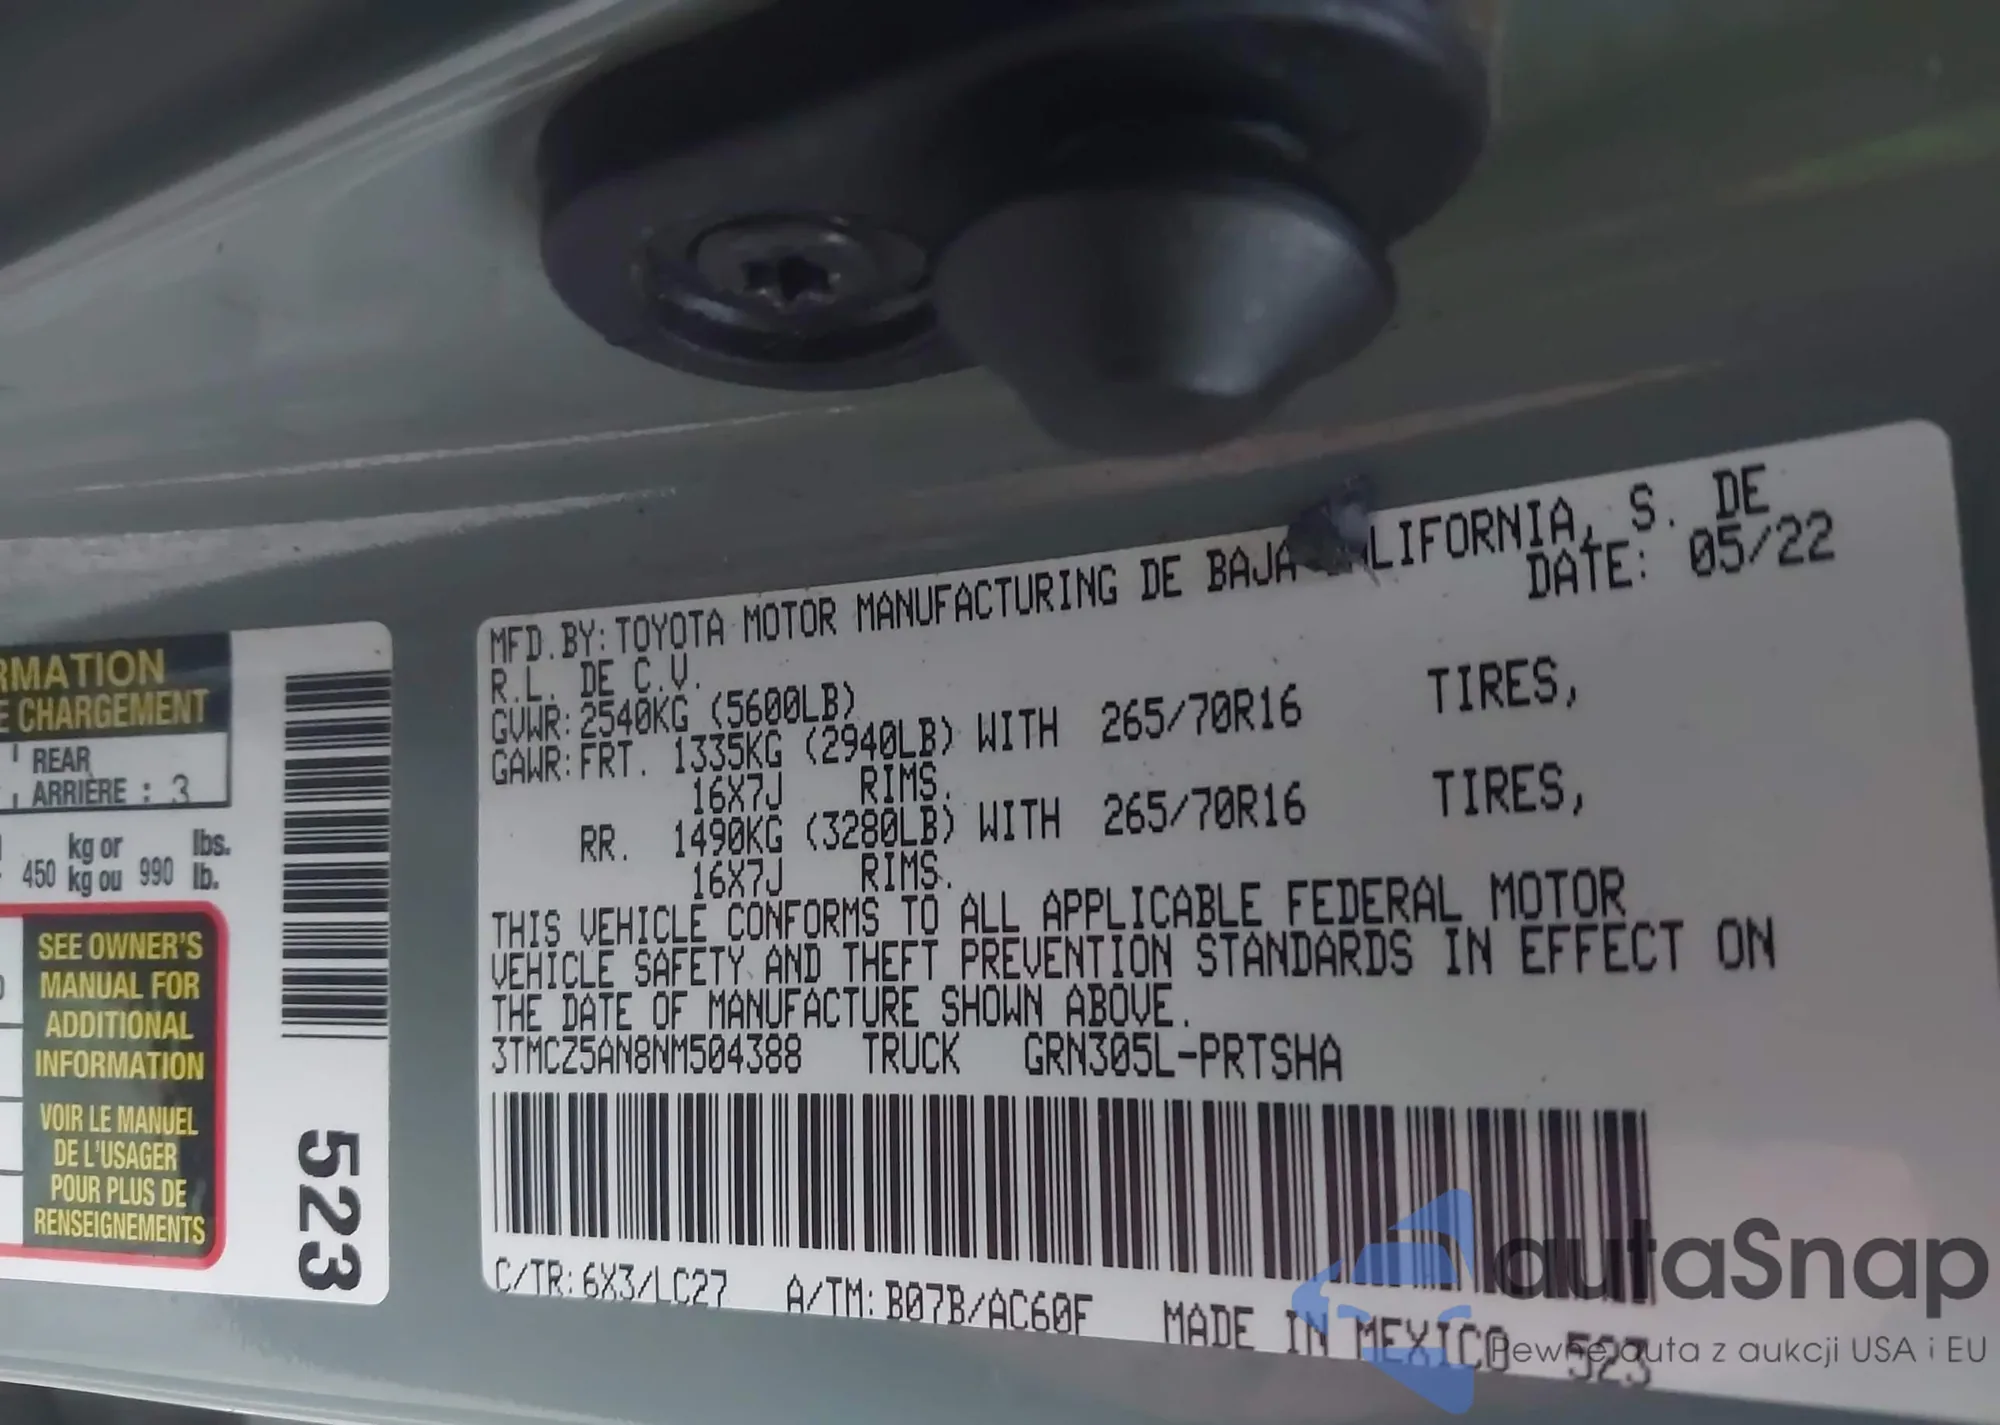 RMATION
E CHARGEMENT
REAR
ARRIÈRE : 3
kg or lbs.
450 kg ou 990 lb.
SEE OWNER'S
MANUAL FOR
ADDITIONAL
INFORMATION
VOIR LE MANUEL
DE L'USAGER
POUR PLUS DE
RENSEIGNEMENTS
523
MFD.BY:TOYOTA MOTOR MANUFACTURING DE BAJA CALIFORNIA, S. DE
R.L. DE C.V. DATE: 05/22
GVWR:2540KG (5600LB)
GAWR:FRT. 1335KG (2940LB) WITH 265/70R16 TIRES,
16X7J RIMS.
RR. 1490KG (3280LB) WITH 265/70R16 TIRES,
16X7J RIMS.
THIS VEHICLE CONFORMS TO ALL APPLICABLE FEDERAL MOTOR
VEHICLE SAFETY AND THEFT PREVENTION STANDARDS IN EFFECT ON
THE DATE OF MANUFACTURE SHOWN ABOVE.
3TMCZ5AN8NM504388 TRUCK GRN305L-PRTSHA
C/TR:6X3/LC27 A/TM:B07B/AC60F MADE IN MEXICO 523
autaSnap
Pewne auta z aukcji USA i EU